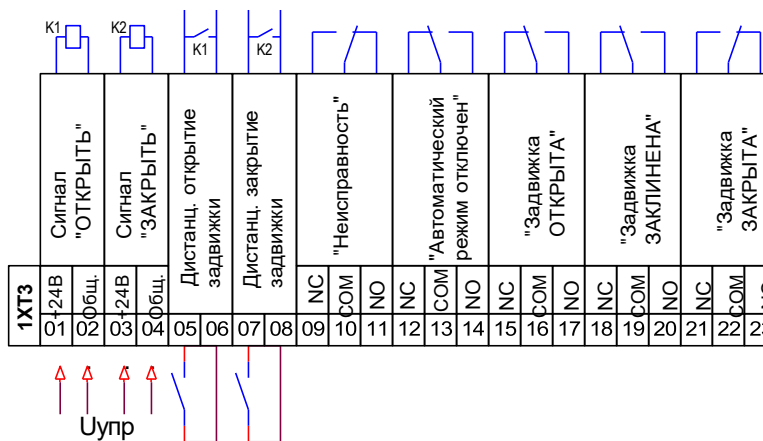 K1
K2
K1
K2
Сигнал
"ОТКРЫТЬ"
Сигнал
"ЗАКРЫТЬ"
Дистанц. открытие
задвижки
Дистанц. закрытие
задвижки
"Неисправность"
"Автоматический
режим отключен"
"Задвижка
ОТКРЫТА"
"Задвижка
ЗАКЛИНЕНА"
"Задвижка
ЗАКРЫТА"
1XT3
+24В
Общ.
+24В
Общ.
NC
COM
NO
NC
COM
NO
NC
COM
NO
NC
COM
NO
NC
COM
NO
01 02 03 04 05 06 07 08 09 10 11 12 13 14 15 16 17 18 19 20 21 22 23
Uупр